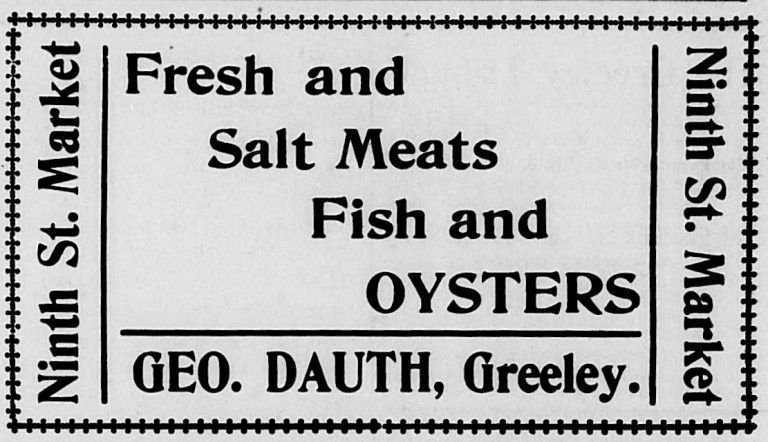 Ninth St. Market
Fresh and
Salt Meats
Fish and
OYSTERS
GEO. DAUTH, Greeley.
Ninth St. Market